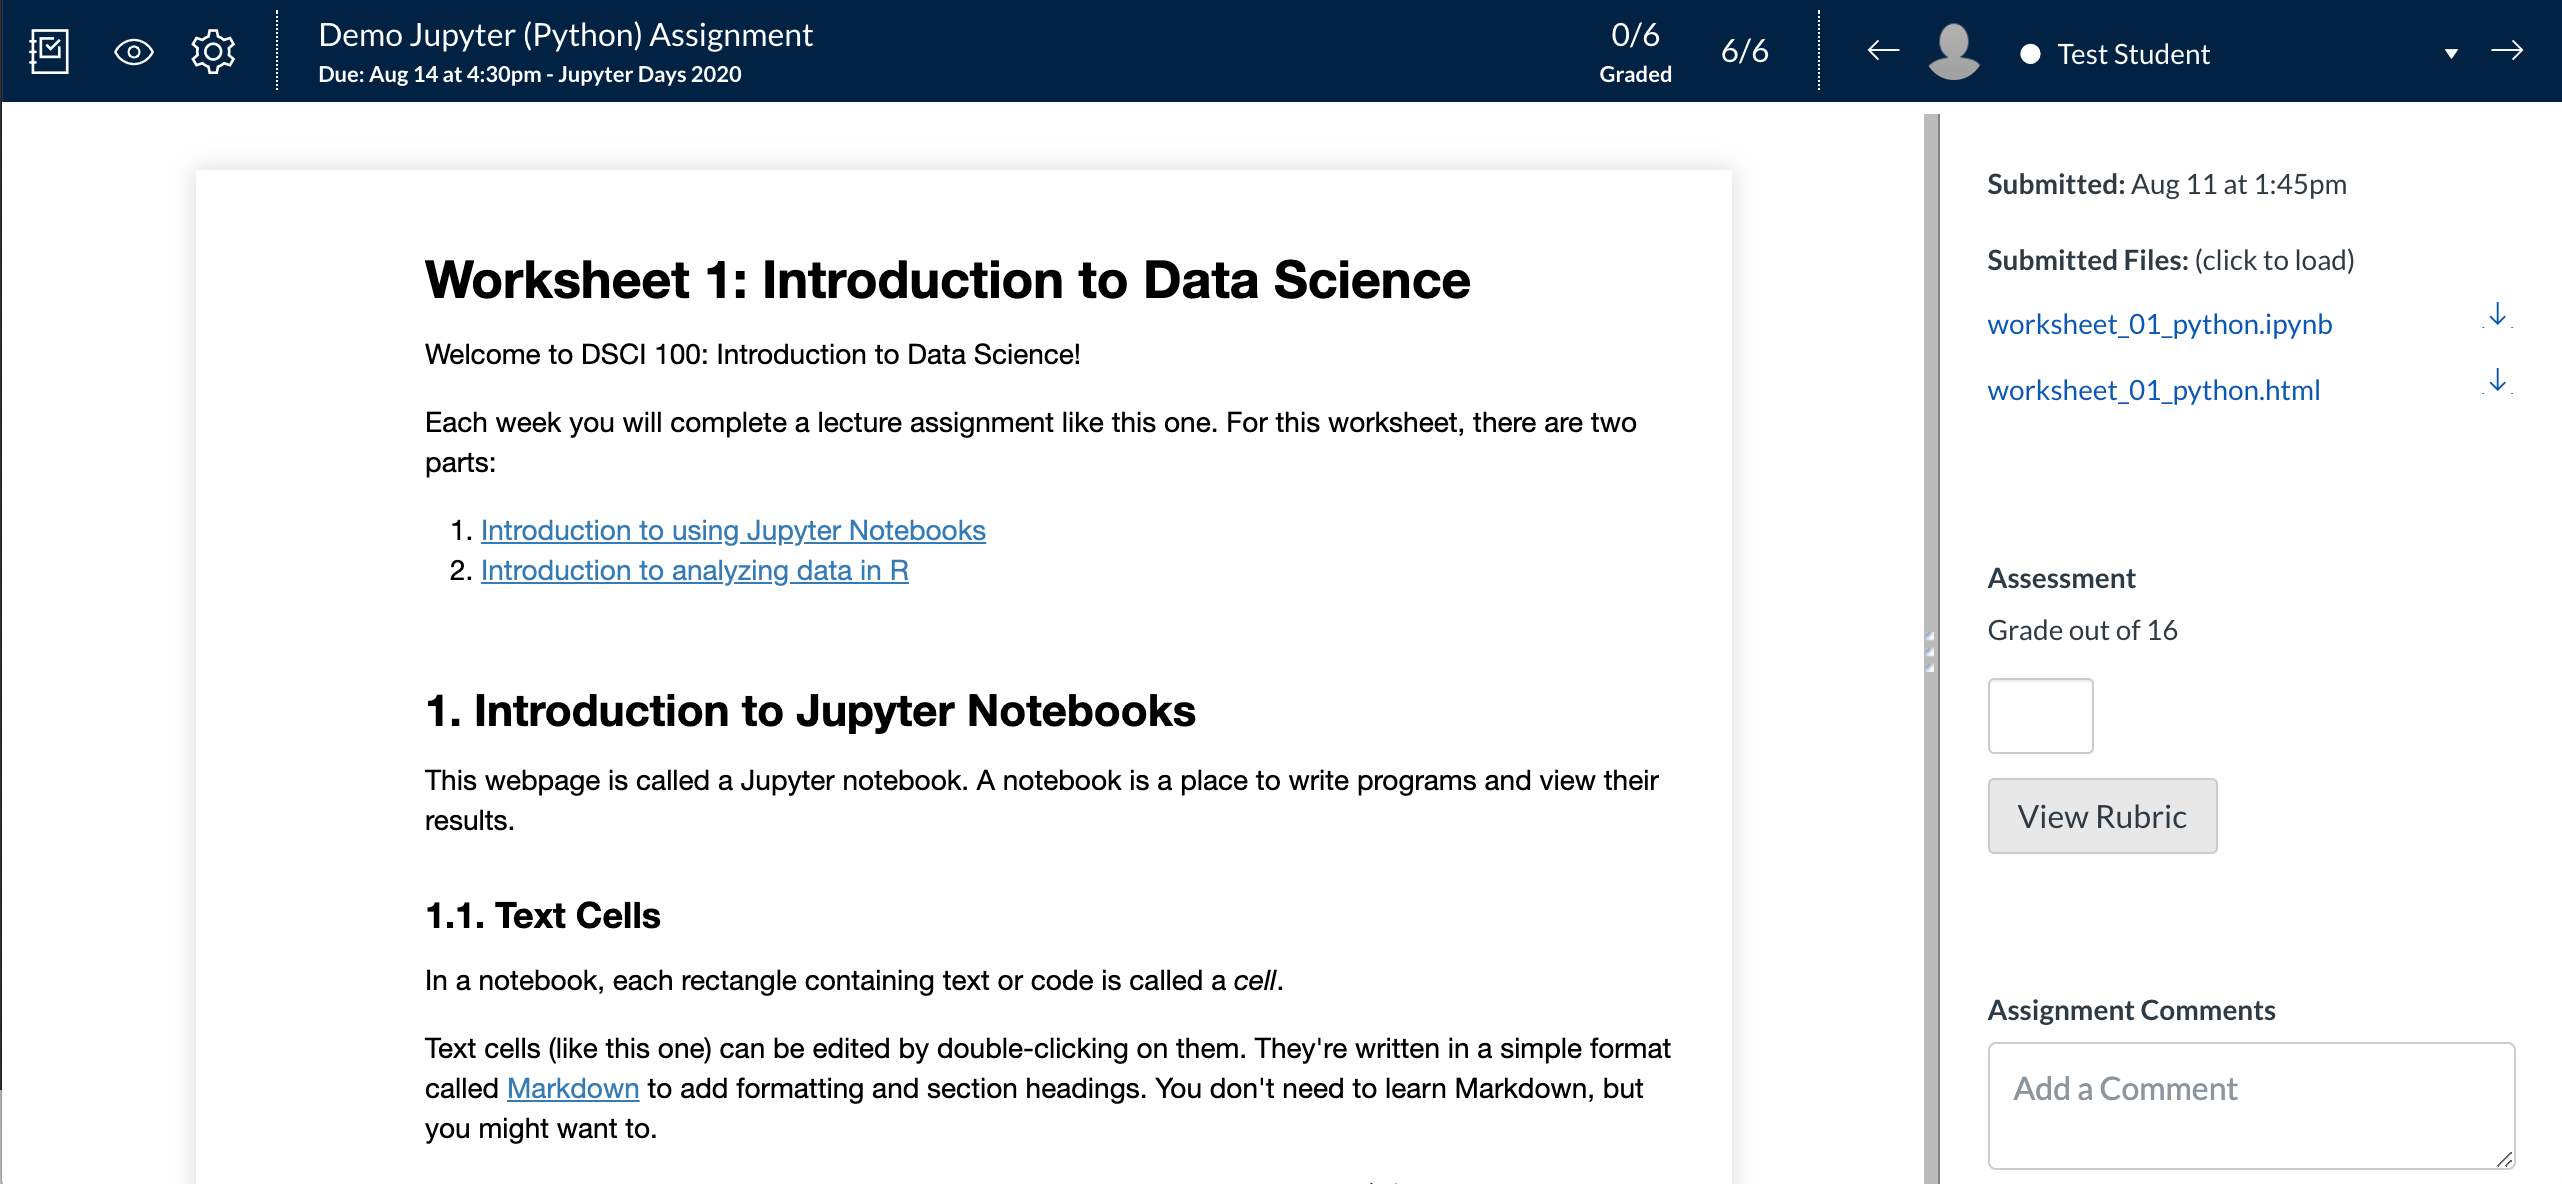 Demo Jupyter (Python) Assignment
Due: Aug 14 at 4:30pm - Jupyter Days 2020
0/6
Graded
6/6
Test Student
Worksheet 1: Introduction to Data Science
Welcome to DSCI 100: Introduction to Data Science!
Each week you will complete a lecture assignment like this one. For this worksheet, there are two
parts:
1. Introduction to using Jupyter Notebooks
2. Introduction to analyzing data in R
1. Introduction to Jupyter Notebooks
This webpage is called a Jupyter notebook. A notebook is a place to write programs and view their
results.
1.1. Text Cells
In a notebook, each rectangle containing text or code is called a cell.
Text cells (like this one) can be edited by double-clicking on them. They're written in a simple format
called Markdown to add formatting and section headings. You don't need to learn Markdown, but
you might want to.
Submitted: Aug 11 at 1:45pm
Submitted Files: (click to load)
worksheet_01_python.ipynb
worksheet_01_python.html
Assessment
Grade out of 16
View Rubric
Assignment Comments
Add a Comment